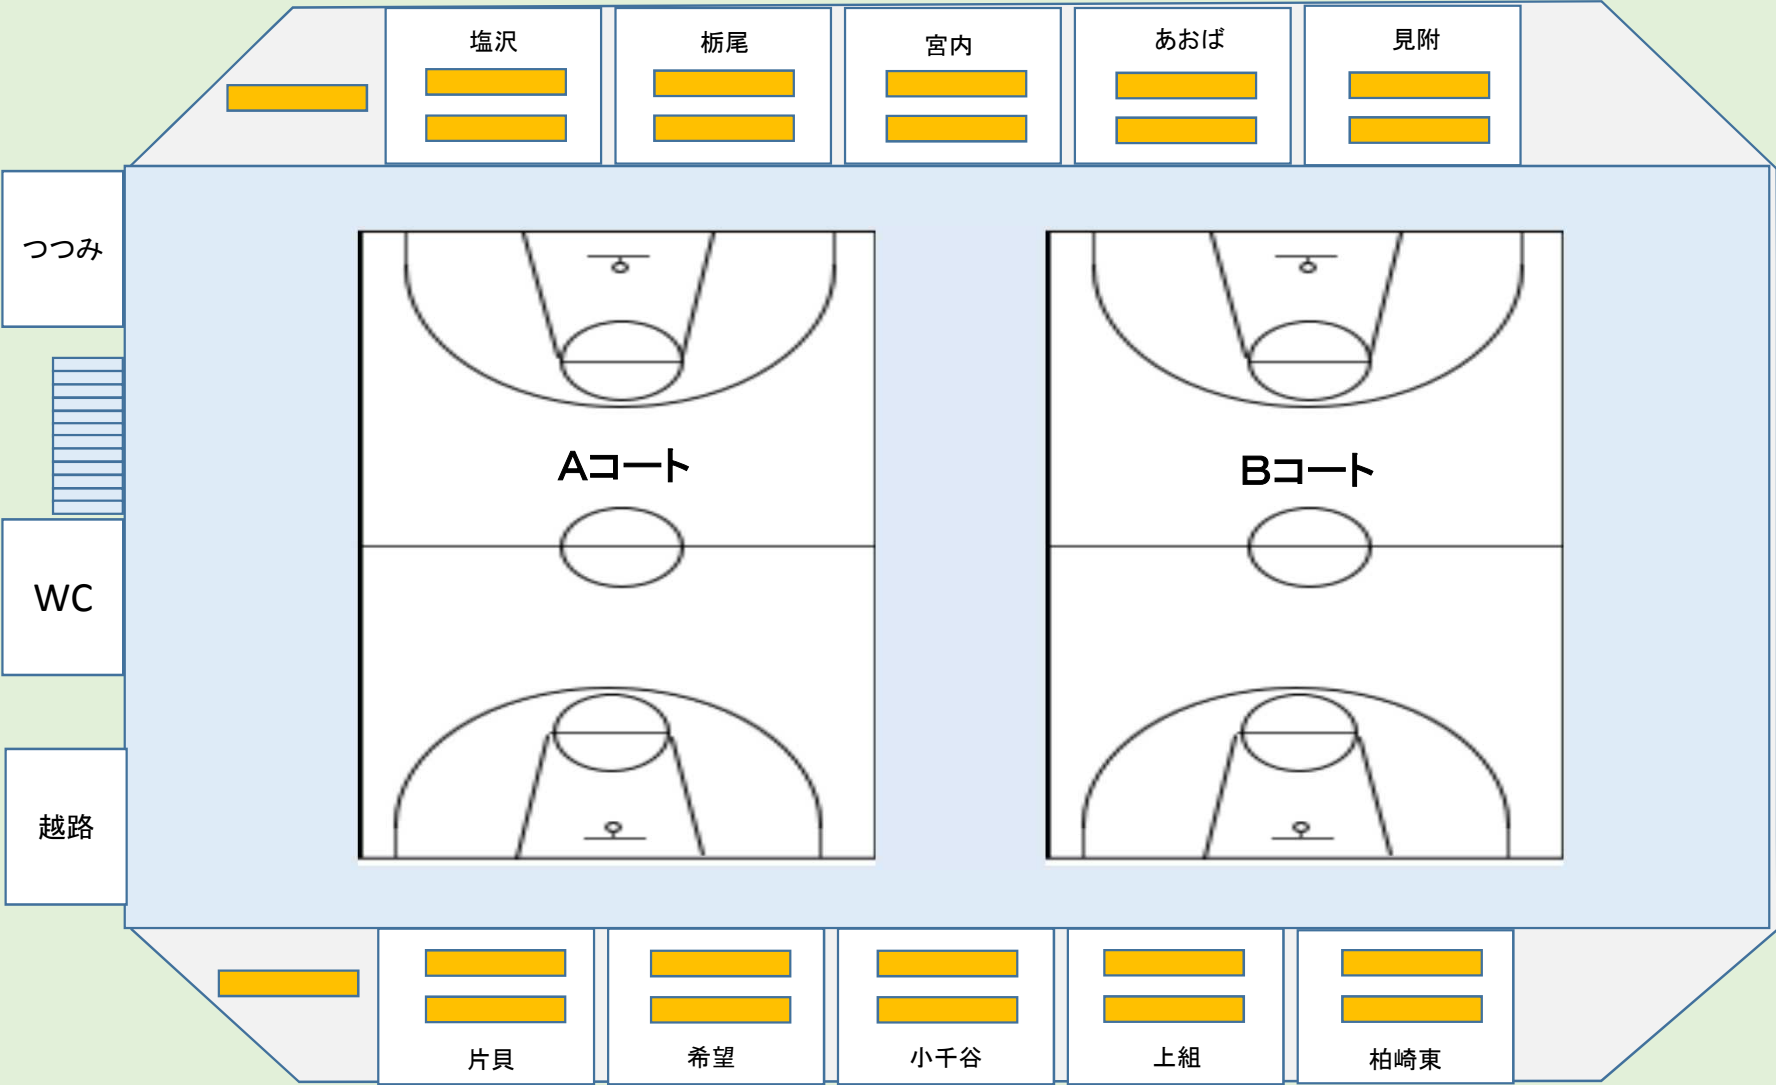 塩沢
栃尾
宮内
あおば
見附
つつみ
Aコート
Bコート
WC
越路
片貝
希望
小千谷
上組
柏崎東